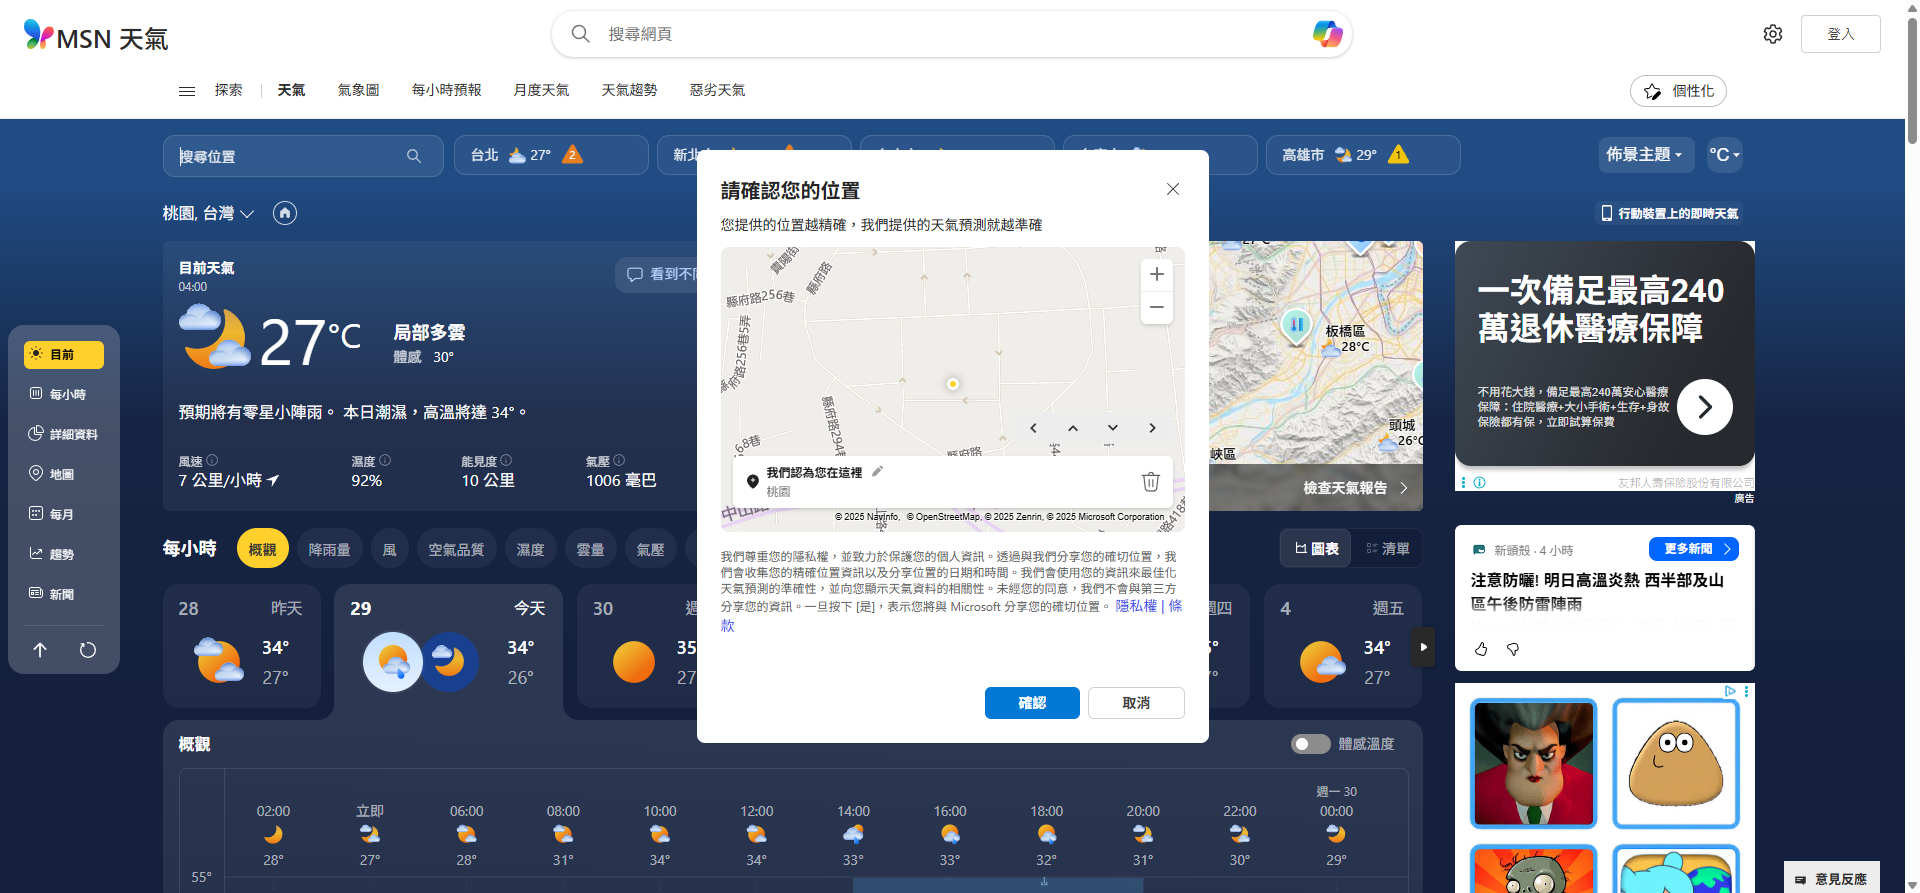 MSN 天氣
搜尋網頁
登入
探索
天氣
氣象圖
每小時預報
月度天氣
天氣趨勢
惡劣天氣
個性化
搜尋位置
台北
27°
2
新北
高雄市
29°
1
佈景主題
°C
桃園, 台灣
行動裝置上的即時天氣
請確認您的位置
您提供的位置越精確，我們提供的天氣預測就越準確
目前天氣
04:00
看到不同
27°C
局部多雲
體感 30°
預期將有零星小陣雨。 本日潮濕，高溫將達 34°。
風速
7 公里/小時
濕度
92%
能見度
10 公里
氣壓
1006 毫巴
目前
每小時
詳細資料
地圖
每月
趨勢
新聞
貴陽街
縣府路
縣府路256巷
縣府路256巷5弄
縣府路294巷
68巷
縣府路
中山路
418巷
我們認為您在這裡
桃園
© 2025 Navinfo, © OpenStreetMap, © 2025 Zenrin, © 2025 Microsoft Corporation
我們尊重您的隱私權，並致力於保護您的個人資訊。透過與我們分享您的確切位置，我
們會收集您的精確位置資訊以及分享位置的日期和時間。我們會使用您的資訊來最佳化
天氣預測的準確性，並向您顯示天氣資料的相關性。未經您的同意，我們不會與第三方
分享您的資訊。一旦按下 [是]，表示您將與 Microsoft 分享您的確切位置。 隱私權 | 條
款
確認
取消
27°C
板橋區
28°C
頭城
26°C
峽區
檢查天氣報告
一次備足最高240
萬退休醫療保障
不用花大錢，備足最高240萬安心醫療
保障：住院醫療+大小手術+生存+身故
保險都有保，立即試算保費
友邦人壽保險股份有限公司
廣告
每小時
概觀
降雨量
風
空氣品質
濕度
雲量
氣壓
圖表
清單
28
昨天
34°
27°
29
今天
34°
26°
30
週
35
27
週四
4
週五
34°
27°
新頭殼 · 4 小時
更多新聞
注意防曬! 明日高溫炎熱 西半部及山
區午後防雷陣雨
概觀
體感溫度
02:00
立即
06:00
08:00
10:00
12:00
14:00
16:00
18:00
20:00
22:00
週一 30
00:00
28°
27°
28°
31°
34°
34°
33°
33°
32°
31°
30°
29°
55°
意見反應